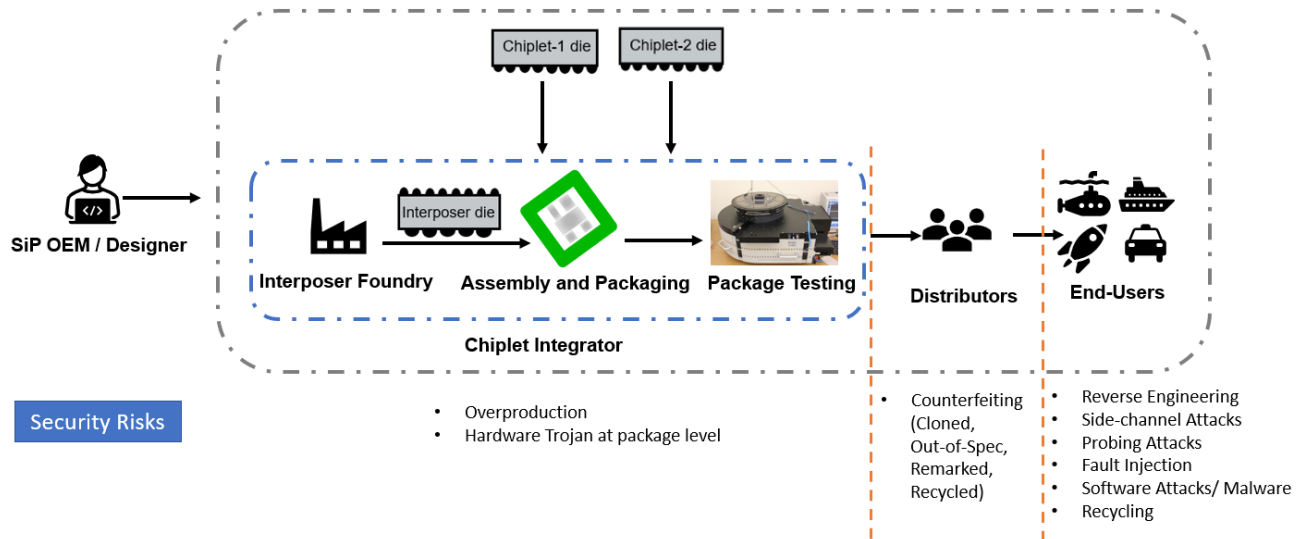 Chiplet-1 die
Chiplet-2 die
</>
SiP OEM / Designer
Interposer die
Interposer Foundry
Assembly and Packaging
Package Testing
Distributors
End-Users
Chiplet Integrator
Security Risks
• Overproduction
• Hardware Trojan at package level
• Counterfeiting
(Cloned,
Out-of-Spec,
Remarked,
Recycled)
• Reverse Engineering
• Side-channel Attacks
• Probing Attacks
• Fault Injection
• Software Attacks/ Malware
• Recycling